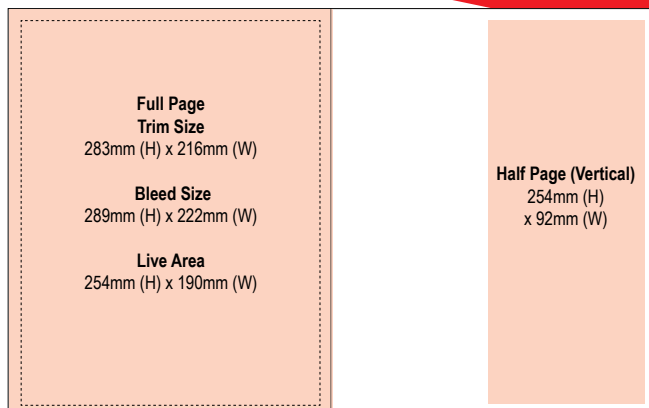 Full Page
Trim Size
283mm (H) x 216mm (W)
Bleed Size
289mm (H) x 222mm (W)
Live Area
254mm (H) x 190mm (W)
Half Page (Vertical)
254mm (H)
x 92mm (W)